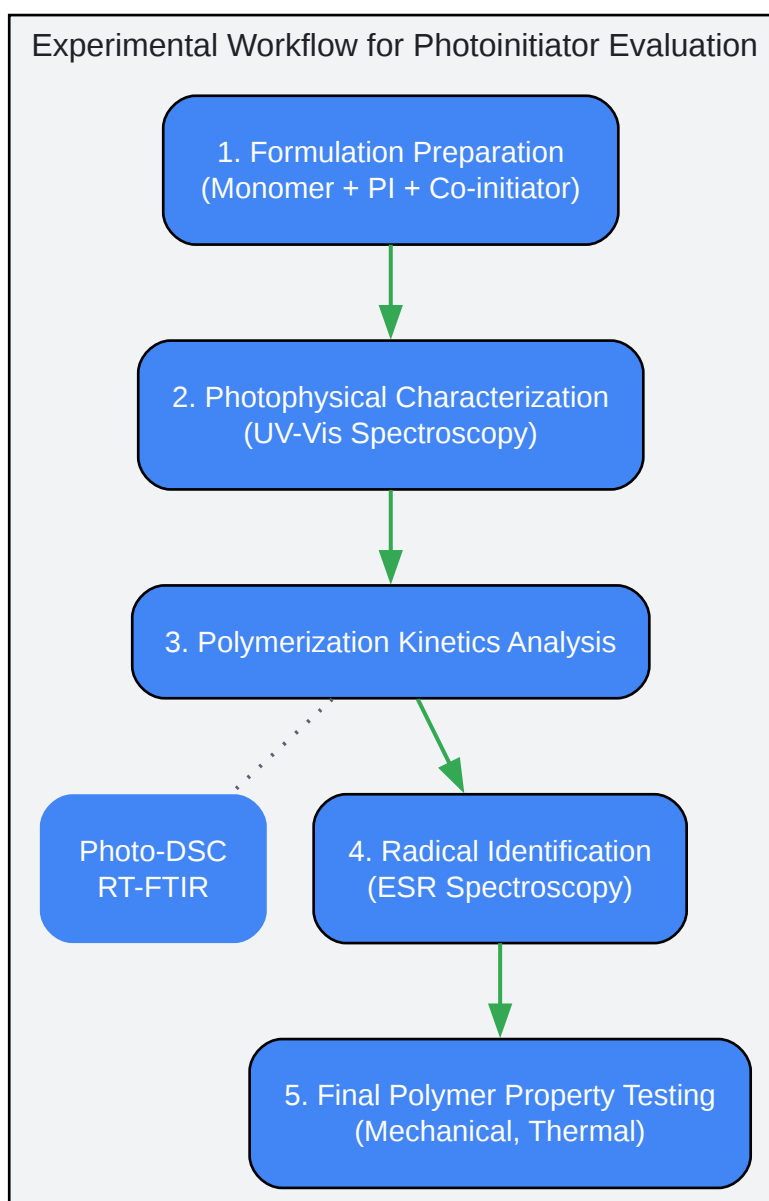 Experimental Workflow for Photoinitiator Evaluation
1. Formulation Preparation
(Monomer + PI + Co-initiator)
2. Photophysical Characterization
(UV-Vis Spectroscopy)
3. Polymerization Kinetics Analysis
Photo-DSC
RT-FTIR
4. Radical Identification
(ESR Spectroscopy)
5. Final Polymer Property Testing
(Mechanical, Thermal)